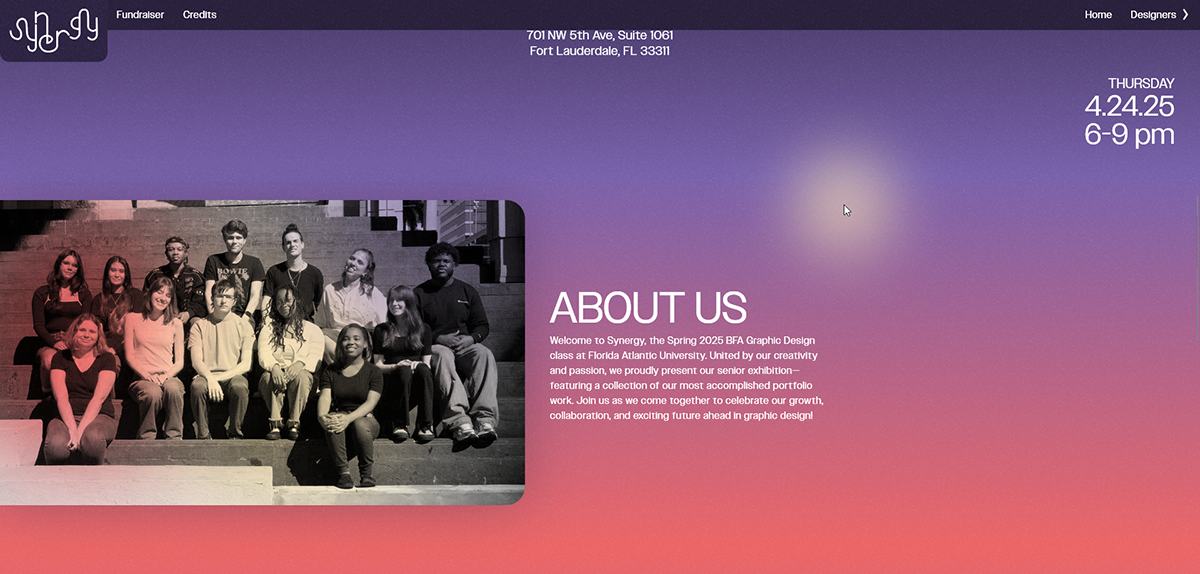 synergy
Fundraiser
Credits
Home
Designers
701 NW 5th Ave, Suite 1061
Fort Lauderdale, FL 33311
THURSDAY
4.24.25
6-9 pm
BOWIE
ABOUT US
Welcome to Synergy, the Spring 2025 BFA Graphic Design
class at Florida Atlantic University. United by our creativity
and passion, we proudly present our senior exhibition—
featuring a collection of our most accomplished portfolio
work. Join us as we come together to celebrate our growth,
collaboration, and exciting future ahead in graphic design!